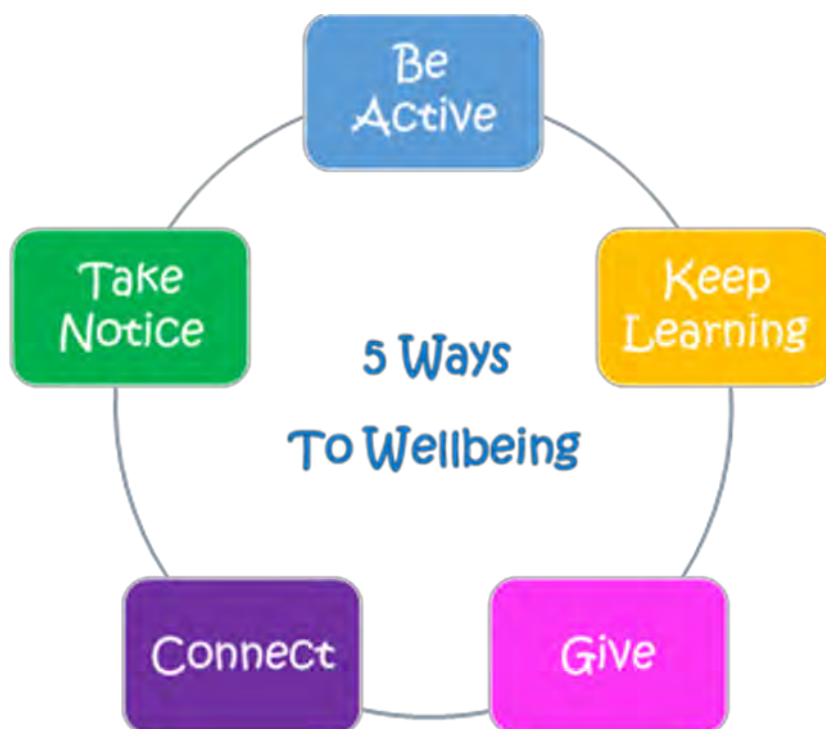 Be
Active
Take
Notice
Keep
Learning
5 Ways
To Wellbeing
Connect
Give